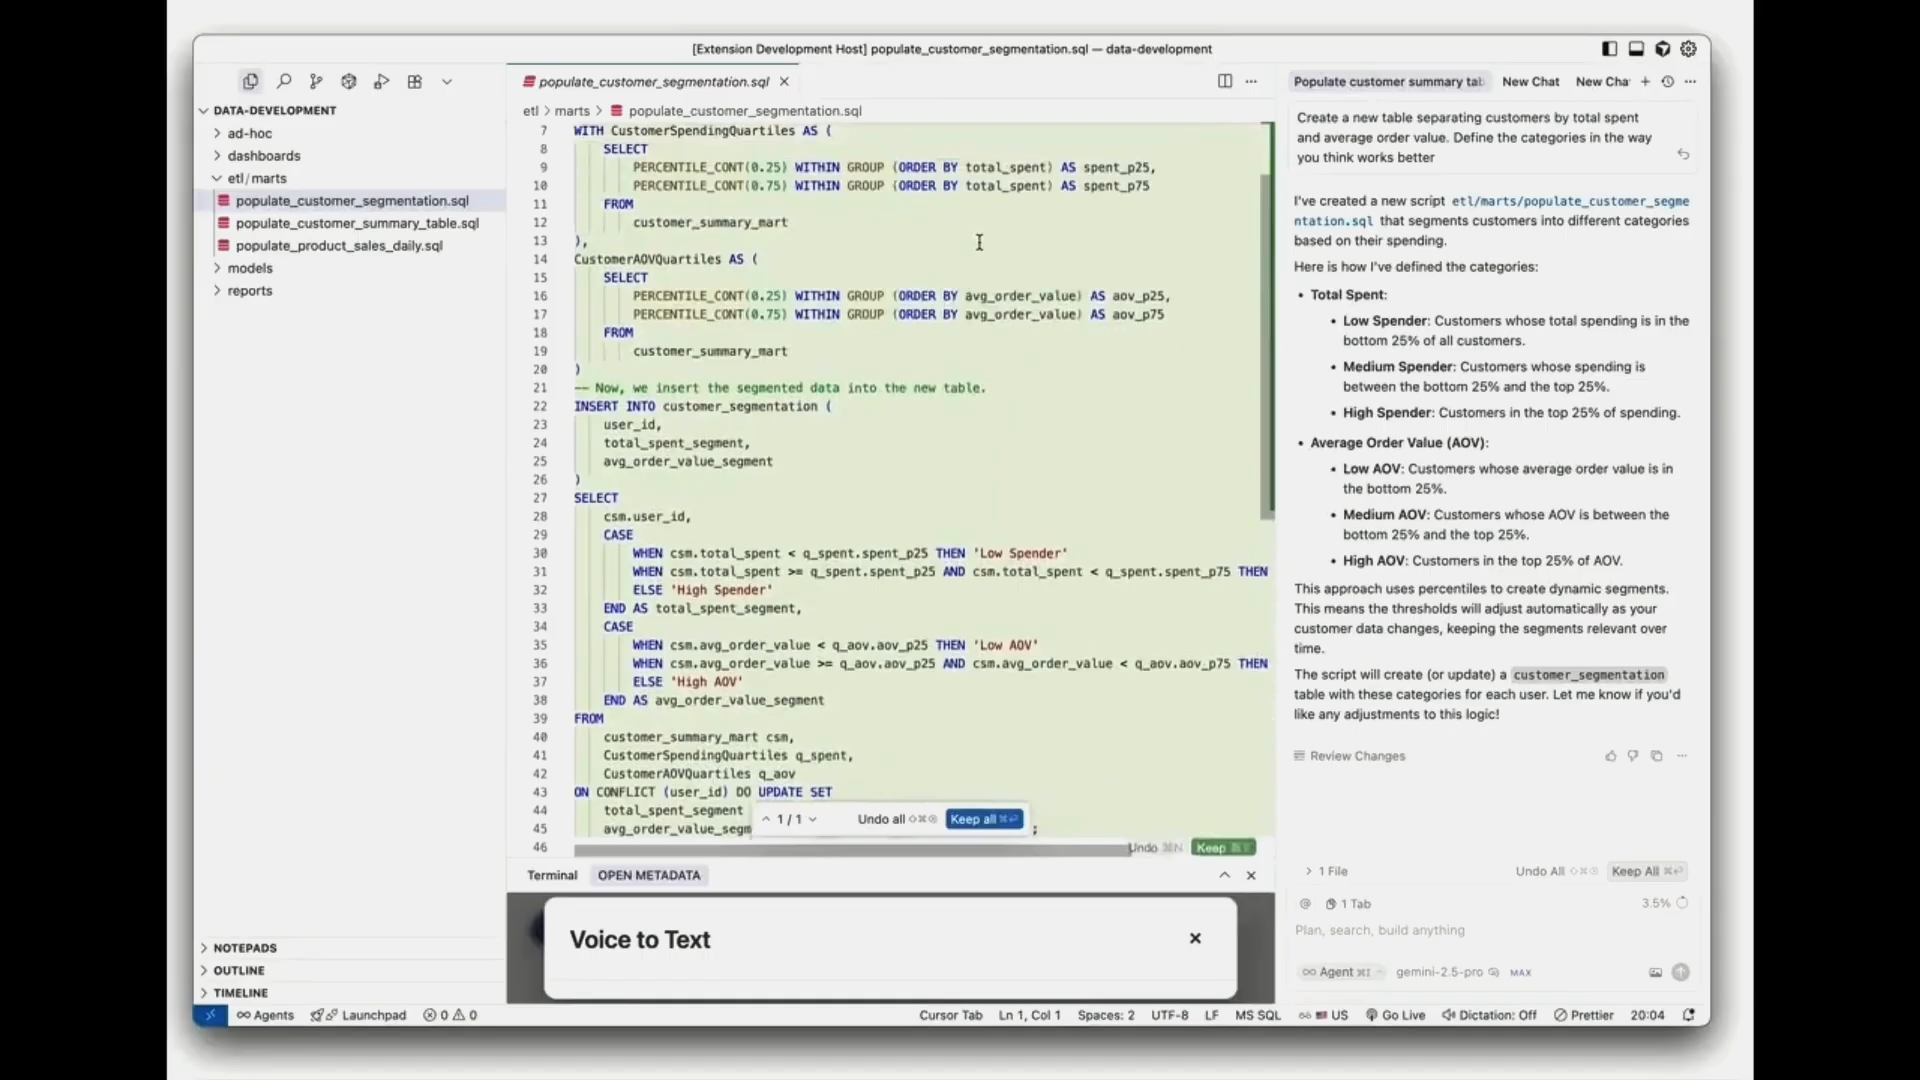 [Extension Development Host] populate_customer_segmentation.sql — data-development
DATA-DEVELOPMENT
ad-hoc
dashboards
etl/marts
populate_customer_segmentation.sql
populate_customer_summary_table.sql
populate_product_sales_daily.sql
models
reports
NOTEPADS
OUTLINE
TIMELINE
populate_customer_segmentation.sql
etl > marts > populate_customer_segmentation.sql
7 WITH CustomerSpendingQuartiles AS (
8 SELECT
9 PERCENTILE_CONT(0.25) WITHIN GROUP (ORDER BY total_spent) AS spent_p25,
10 PERCENTILE_CONT(0.75) WITHIN GROUP (ORDER BY total_spent) AS spent_p75
11 FROM
12 customer_summary_mart
13 ),
14 CustomerAOVQuartiles AS (
15 SELECT
16 PERCENTILE_CONT(0.25) WITHIN GROUP (ORDER BY avg_order_value) AS aov_p25,
17 PERCENTILE_CONT(0.75) WITHIN GROUP (ORDER BY avg_order_value) AS aov_p75
18 FROM
19 customer_summary_mart
20 )
21 -- Now, we insert the segmented data into the new table.
22 INSERT INTO customer_segmentation (
23 user_id,
24 total_spent_segment,
25 avg_order_value_segment
26 )
27 SELECT
28 csm.user_id,
29 CASE
30 WHEN csm.total_spent < q_spent.spent_p25 THEN 'Low Spender'
31 WHEN csm.total_spent >= q_spent.spent_p25 AND csm.total_spent < q_spent.spent_p75 THEN
32 ELSE 'High Spender'
33 END AS total_spent_segment,
34 CASE
35 WHEN csm.avg_order_value < q_aov.aov_p25 THEN 'Low AOV'
36 WHEN csm.avg_order_value >= q_aov.aov_p25 AND csm.avg_order_value < q_aov.aov_p75 THEN
37 ELSE 'High AOV'
38 END AS avg_order_value_segment
39 FROM
40 customer_summary_mart csm,
41 CustomerSpendingQuartiles q_spent,
42 CustomerAOVQuartiles q_aov
43 ON CONFLICT (user_id) DO UPDATE SET
44 total_spent_segment
45 avg_order_value_segm ;
46
1 / 1 Undo all Keep all
Undo ⌘N Keep
Terminal OPEN METADATA
Voice to Text
Populate customer summary tab New Chat New Cha
Create a new table separating customers by total spent
and average order value. Define the categories in the way
you think works better
I've created a new script etl/marts/populate_customer_segme
ntation.sql that segments customers into different categories
based on their spending.
Here is how I've defined the categories:
• Total Spent:
• Low Spender: Customers whose total spending is in the
bottom 25% of all customers.
• Medium Spender: Customers whose spending is
between the bottom 25% and the top 25%.
• High Spender: Customers in the top 25% of spending.
• Average Order Value (AOV):
• Low AOV: Customers whose average order value is in
the bottom 25%.
• Medium AOV: Customers whose AOV is between the
bottom 25% and the top 25%.
• High AOV: Customers in the top 25% of AOV.
This approach uses percentiles to create dynamic segments.
This means the thresholds will adjust automatically as your
customer data changes, keeping the segments relevant over
time.
The script will create (or update) a customer_segmentation
table with these categories for each user. Let me know if you'd
like any adjustments to this logic!
Review Changes
1 File Undo All Keep All
@ 1 Tab 3.5%
Plan, search, build anything
∞ Agent ⌘I gemini-2.5-pro MAX
Agents Launchpad 0 0 Cursor Tab Ln 1, Col 1 Spaces: 2 UTF-8 LF MS SQL US Go Live Dictation: Off Prettier 20:04